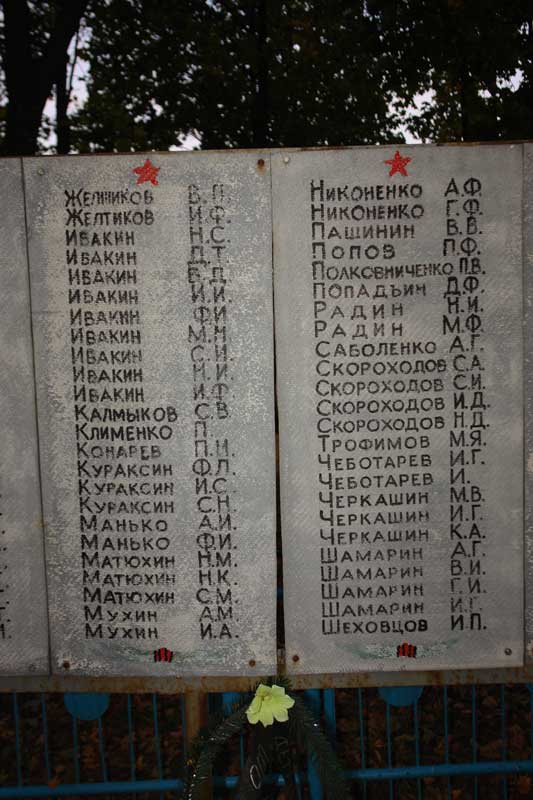 Желтиков В.П.
Желтиков И.Ф.
Ивакин Н.С.
Ивакин Д.Т.
Ивакин В.Д.
Ивакин И.И.
Ивакин Ф.И
Ивакин М.Н
Ивакин С.И.
Ивакин Н.И.
Ивакин И.Ф
Калмыков С.В
Клименко П.
Конарев П.И.
Кураксин Ф.Л.
Кураксин И.С.
Кураксин С.Н.
Манько А.И.
Манько Ф.И.
Матюхин Н.М.
Матюхин Н.К.
Матюхин С.М.
Мухин А.М.
Мухин И.А.
Никоненко А.Ф.
Никоненко Г.Ф.
Пашинин В.В.
Попов П.Ф.
Полковниченко П.В.
Попадьин Д.Ф.
Радин Н.И.
Радин М.Ф.
Саболенко А.Г.
Скороходов С.А.
Скороходов С.И.
Скороходов И.Д.
Скороходов Н.Д.
Трофимов М.Я.
Чеботарев И.Г.
Чеботарев И.
Черкашин М.В.
Черкашин И.Г.
Черкашин К.А.
Шамарин А.Г.
Шамарин В.И.
Шамарин Г.И.
Шамарин И.Г.
Шеховцов И.П.